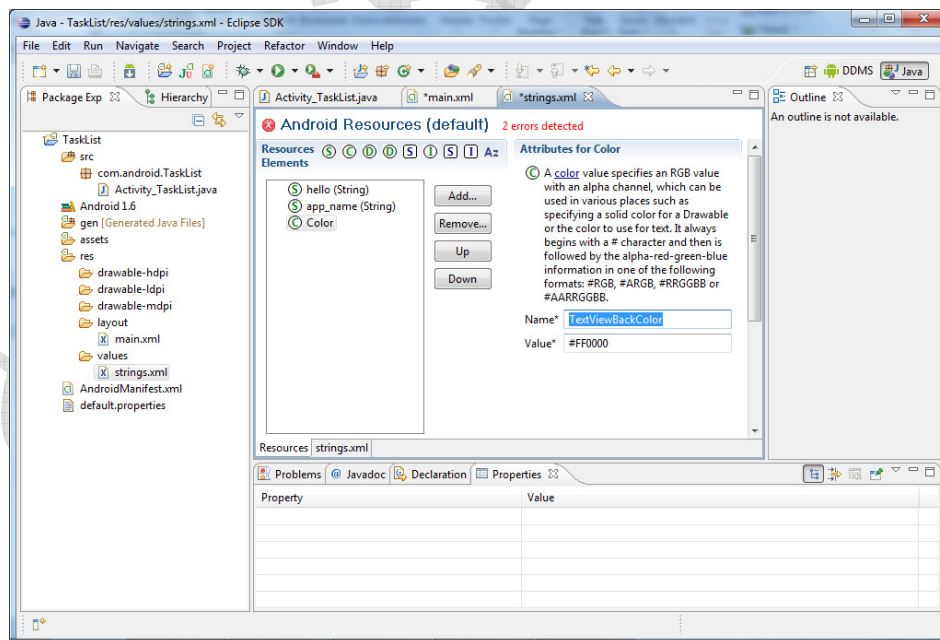 Java - TaskList/res/values/strings.xml - Eclipse SDK
File Edit Run Navigate Search Project Refactor Window Help
DDMS Java
Package Exp Hierarchy
TaskList
src
com.android.TaskList
Activity_TaskList.java
Android 1.6
gen [Generated Java Files]
assets
res
drawable-hdpi
drawable-ldpi
drawable-mdpi
layout
main.xml
values
strings.xml
AndroidManifest.xml
default.properties
Activity_TaskList.java *main.xml *strings.xml
Android Resources (default) 2 errors detected
Resources Elements S C D D S I S I Az
S hello (String)
S app_name (String)
C Color
Add...
Remove...
Up
Down
Attributes for Color
C A color value specifies an RGB value
with an alpha channel, which can be
used in various places such as
specifying a solid color for a Drawable
or the color to use for text. It always
begins with a # character and then is
followed by the alpha-red-green-blue
information in one of the following
formats: #RGB, #ARGB, #RRGGBB or
#AARRGGBB.
Name* TextViewBackColor
Value* #FF0000
Resources strings.xml
Outline
An outline is not available.
Problems @ Javadoc Declaration Properties
Property Value